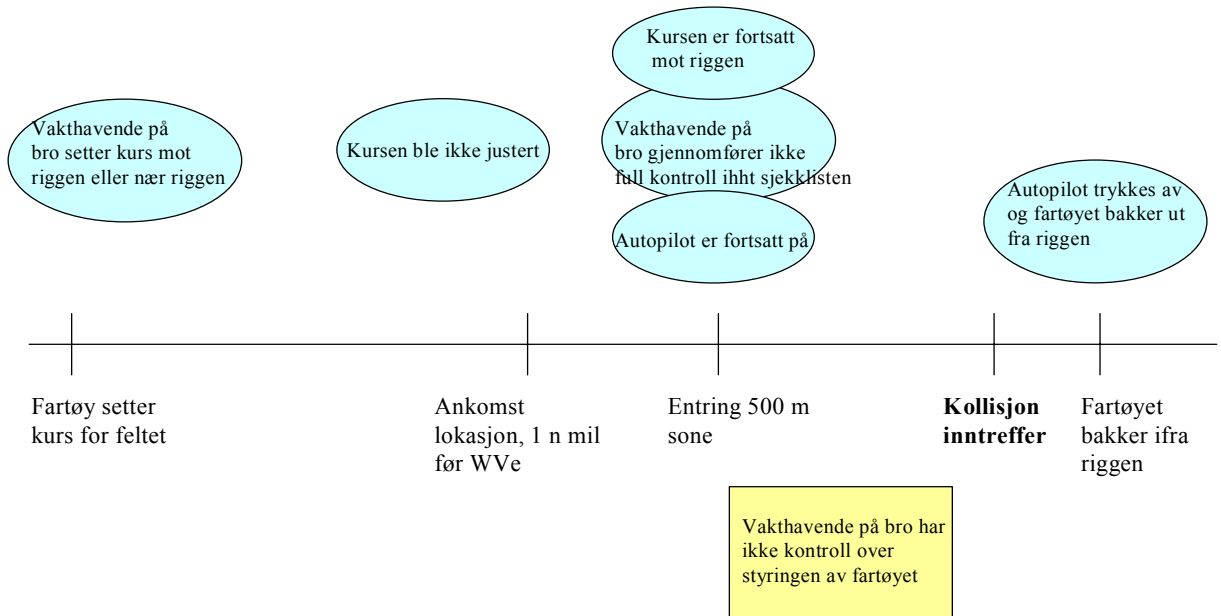 Vakthavende på
bro setter kurs mot
riggen eller nær riggen
Kursen ble ikke justert
Kursen er fortsatt
mot riggen
Vakthavende på
bro gjennomfører ikke
full kontroll ihht sjekklisten
Autopilot er fortsatt på
Autopilot trykkes av
og fartøyet bakker ut
fra riggen
Fartøy setter
kurs for feltet
Ankomst
lokasjon, 1 n mil
før WVe
Entring 500 m
sone
Kollisjon
inntreffer
Fartøyet
bakker ifra
riggen
Vakthavende på bro har
ikke kontroll over
styringen av fartøyet